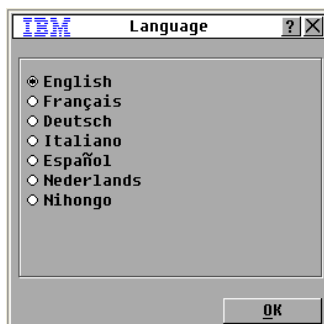 IBM Language ? X
English
Français
Deutsch
Italiano
Español
Nederlands
Nihongo
OK